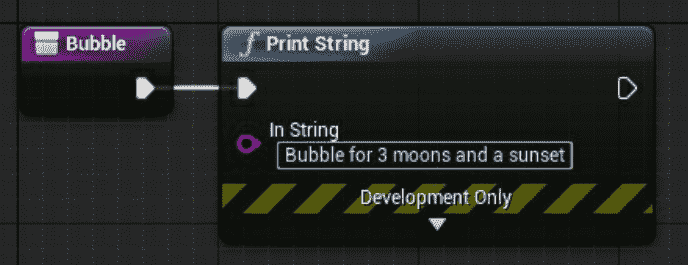 Bubble
Print String
In String
Bubble for 3 moons and a sunset
Development Only